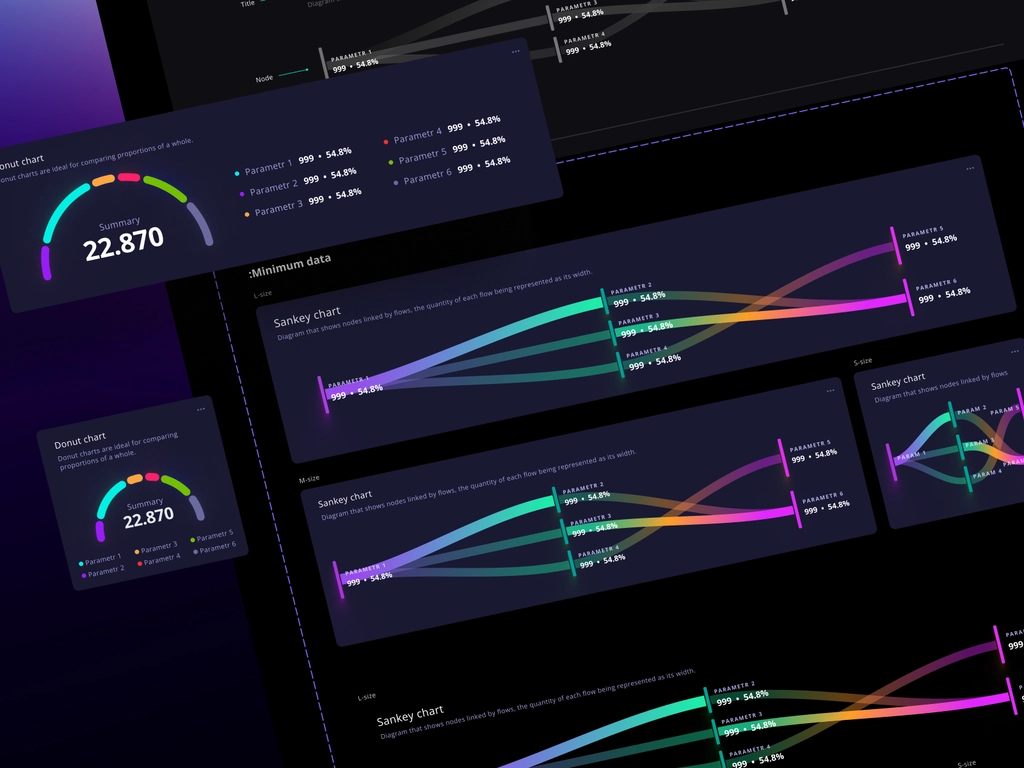 Title
PARAMETR 3
999 • 54.8%
PARAMETR 4
999 • 54.8%
Node
PARAMETR 1
999 • 54.8%
Donut charts are ideal for comparing proportions of a whole.
Parametr 1 999 • 54.8%
Parametr 2 999 • 54.8%
Parametr 3 999 • 54.8%
Parametr 4 999 • 54.8%
Parametr 5 999 • 54.8%
Parametr 6 999 • 54.8%
Summary
22.870
:Minimum data
L-size
Sankey chart
Diagram that shows nodes linked by flows, the quantity of each flow being represented as its width.
PARAMETR 1
999 • 54.8%
PARAMETR 2
999 • 54.8%
PARAMETR 3
999 • 54.8%
PARAMETR 4
999 • 54.8%
PARAMETR 5
999 • 54.8%
PARAMETR 6
999 • 54.8%
Donut chart
Donut charts are ideal for comparing
proportions of a whole.
Summary
22.870
Parametr 1
Parametr 3
Parametr 5
Parametr 2
Parametr 4
Parametr 6
M-size
Sankey chart
Diagram that shows nodes linked by flows, the quantity of each flow being represented as its width.
PARAMETR 1
999 • 54.8%
PARAMETR 2
999 • 54.8%
PARAMETR 3
999 • 54.8%
PARAMETR 4
999 • 54.8%
PARAMETR 5
999 • 54.8%
PARAMETR 6
999 • 54.8%
S-size
Sankey chart
Diagram that shows nodes linked by flows
PARAM 1
PARAM 2
PARAM 3
PARAM 4
PARAM 5
L-size
Sankey chart
Diagram that shows nodes linked by flows, the quantity of each flow being represented as its width.
PARAMETR 2
999 • 54.8%
PARAMETR 3
999 • 54.8%
PARAMETR 4
999 • 54.8%
S-size